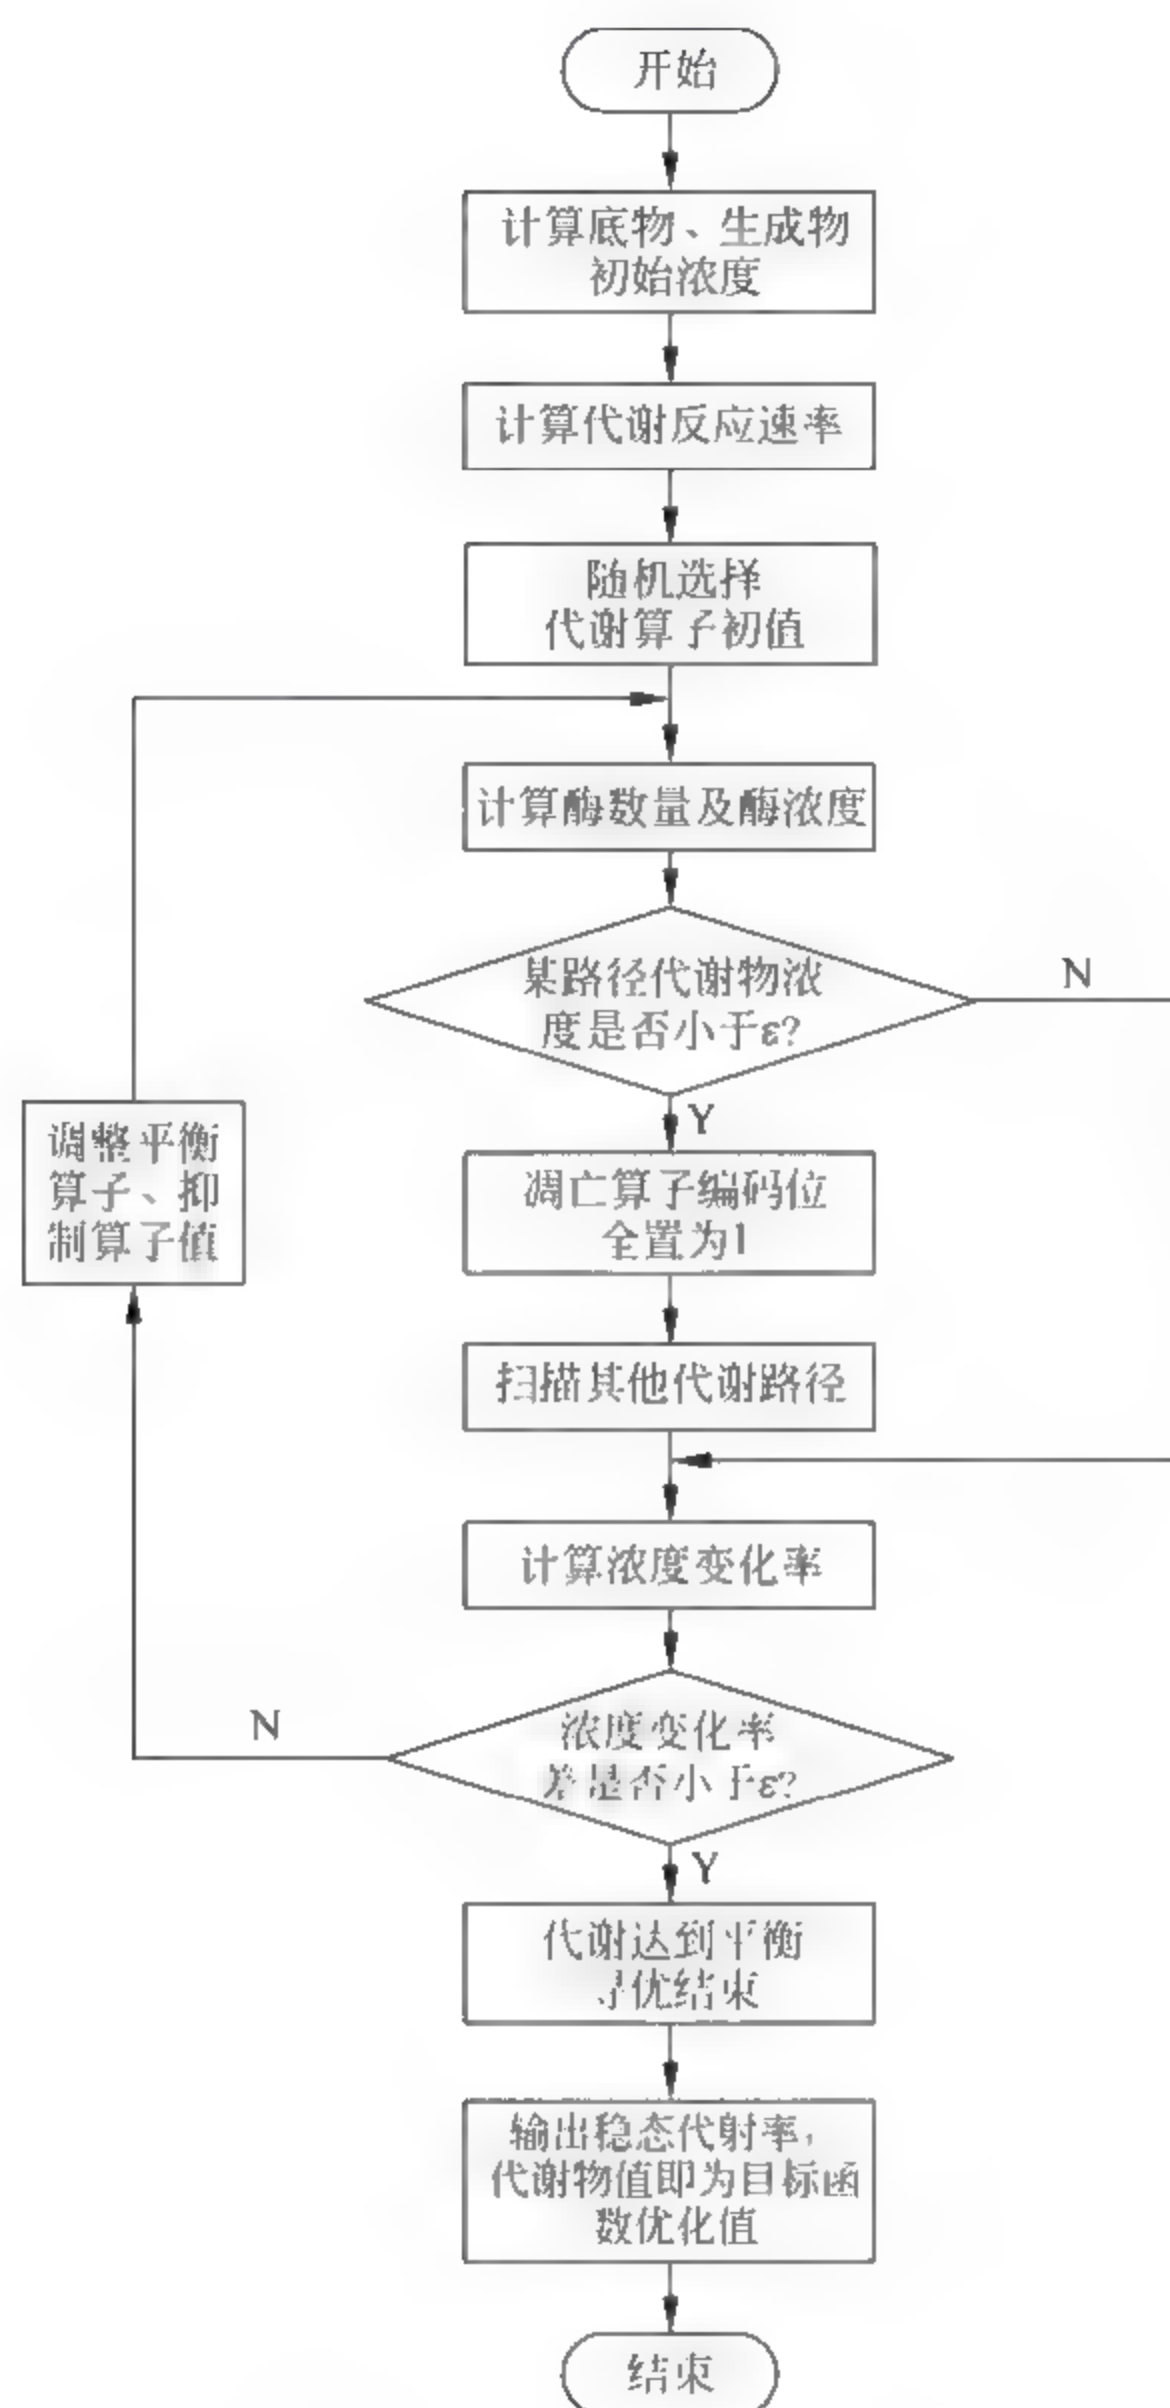 开始
计算底物、生成物
初始浓度
计算代谢反应速率
随机选择
代谢算子初值
计算酶数量及酶浓度
某路径代谢物浓
度是否小于ε?
N
Y
调整平衡
算子、抑
制算子值
凋亡算子编码位
全置为1
扫描其他代谢路径
计算浓度变化率
浓度变化率
差是否小于ε?
N
Y
代谢达到平衡
寻优结束
输出稳态代射率,
代谢物值即为目标函
数优化值
结束